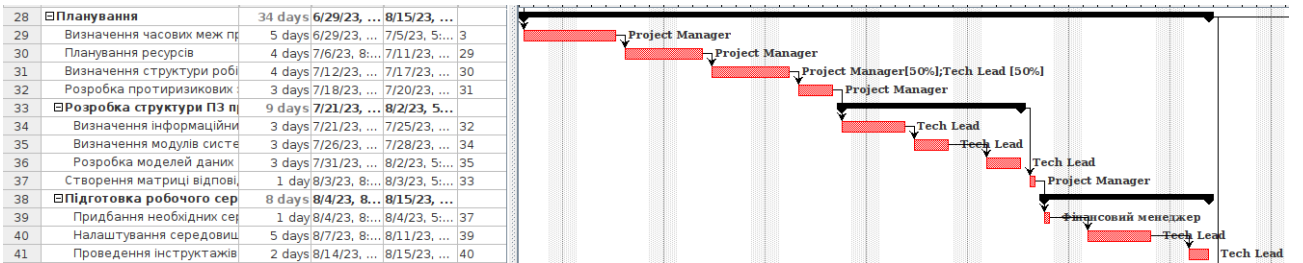 28 Планування 34 days 6/29/23, ... 8/15/23, ...
29 Визначення часових меж пр 5 days 6/29/23, ... 7/5/23, 5:... 3 Project Manager
30 Планування ресурсів 4 days 7/6/23, 8:... 7/11/23, ... 29 Project Manager
31 Визначення структури робі 4 days 7/12/23, ... 7/17/23, ... 30 Project Manager[50%];Tech Lead [50%]
32 Розробка протиризикових 3 days 7/18/23, ... 7/20/23, ... 31 Project Manager
33 Розробка структури ПЗ п 9 days 7/21/23, ... 8/2/23, 5...
34 Визначення інформаційни 3 days 7/21/23, ... 7/25/23, ... 32 Tech Lead
35 Визначення модулів систе 3 days 7/26/23, ... 7/28/23, ... 34 Tech Lead
36 Розробка моделей даних 3 days 7/31/23, ... 8/2/23, 5:... 35 Tech Lead
37 Створення матриці відпові 1 day 8/3/23, 8:... 8/3/23, 5:... 33 Project Manager
38 Підготовка робочого сер 8 days 8/4/23, 8... 8/15/23, ...
39 Придбання необхідних сер 1 day 8/4/23, 8:... 8/4/23, 5:... 37 Фінансовий менеджер
40 Налаштування середовищ 5 days 8/7/23, 8:... 8/11/23, ... 39 Tech Lead
41 Проведення інструктажів 2 days 8/14/23, ... 8/15/23, ... 40 Tech Lead